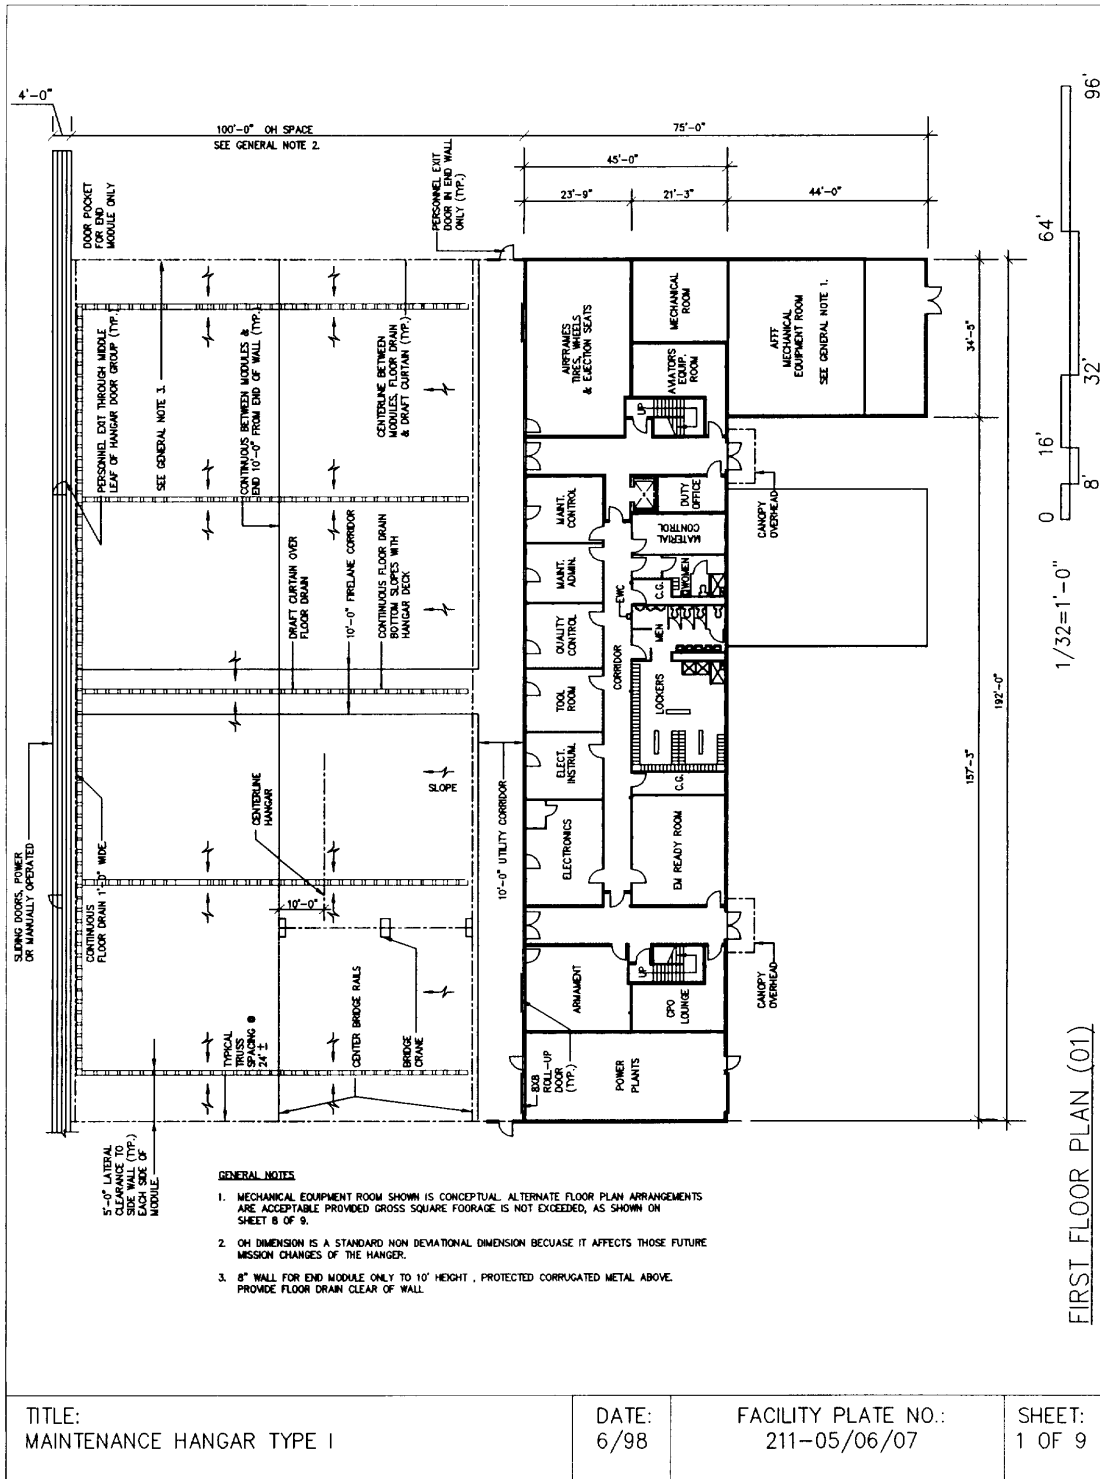 4'-0"
100'-0" OH SPACE
SEE GENERAL NOTE 2.
75'-0"
45'-0"
23'-9"
21'-3"
44'-0"
DOOR POCKET
FOR END
MODULE ONLY
PERSONNEL EXIT
DOOR IN END WALL
ONLY (TYP.)
PERSONNEL EXIT THROUGH MIDDLE
LEAF OF HANGAR DOOR GROUP (TYP.)
SEE GENERAL NOTE 3.
CONTINUOUS BETWEEN MODULES &
END 10'-0" FROM END OF WALL (TYP.)
CENTERLINE BETWEEN
MODULES, FLOOR DRAIN
& DRAFT CURTAIN (TYP.)
AIRFRAMES
TIRES, WHEELS
& EJECTION SEATS
MECHANICAL
ROOM
AVIATORS
EQUIP.
ROOM
UP
AFFF
MECHANICAL
EQUIPMENT ROOM
SEE GENERAL NOTE 1.
34'-5"
DRAFT CURTAIN OVER
FLOOR DRAIN
10'-0" FIRELANE CORRIDOR
CONTINUOUS FLOOR DRAIN
BOTTOM SLOPES WITH
HANGAR DECK
MAINT.
CONTROL
MAINT.
ADMIN.
QUALITY
CONTROL
TOOL
ROOM
ELECT.
INSTRUM.
ELECTRONICS
DUTY
OFFICE
MATERIAL
CONTROL
WOMEN
C.G.
EWC
MEN
CORRIDOR
LOCKERS
C.G.
EM READY ROOM
CANOPY
OVERHEAD
157'-3"
192'-0"
SLIDING DOORS, POWER
OR MANUALLY OPERATED
CONTINUOUS
FLOOR DRAIN 1'-0" WIDE
CENTERLINE
HANGAR
SLOPE
10'-0" UTILITY CORRIDOR
10'-0"
TYPICAL
TRUSS
SPACING @
24' ±
CENTER BRIDGE RAILS
BRIDGE
CRANE
8X8
ROLL-UP
DOOR
(TYP.)
ARMAMENT
UP
CPO
LOUNGE
POWER
PLANTS
CANOPY
OVERHEAD
5'-0" LATERAL
CLEARANCE TO
SIDE WALL (TYP.)
EACH SIDE OF
MODULE
0 8' 16' 32' 64' 96'
1/32=1'-0"
FIRST FLOOR PLAN (01)
GENERAL NOTES
1. MECHANICAL EQUIPMENT ROOM SHOWN IS CONCEPTUAL. ALTERNATE FLOOR PLAN ARRANGEMENTS
ARE ACCEPTABLE PROVIDED GROSS SQUARE FOORAGE IS NOT EXCEEDED, AS SHOWN ON
SHEET 8 OF 9.
2. OH DIMENSION IS A STANDARD NON DEVIATIONAL DIMENSION BECUASE IT AFFECTS THOSE FUTURE
MISSION CHANGES OF THE HANGER.
3. 8" WALL FOR END MODULE ONLY TO 10' HEIGHT , PROTECTED CORRUGATED METAL ABOVE.
PROVIDE FLOOR DRAIN CLEAR OF WALL
TITLE:
MAINTENANCE HANGAR TYPE I
DATE:
6/98
FACILITY PLATE NO.:
211-05/06/07
SHEET:
1 OF 9